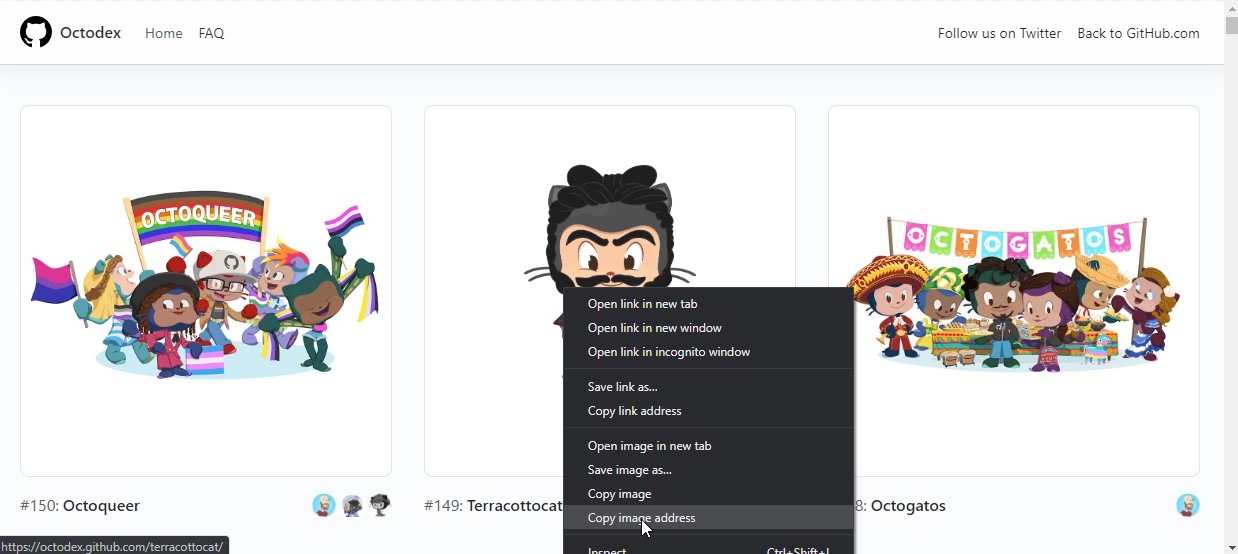 Octodex Home FAQ Follow us on Twitter Back to GitHub.com
OCTOQUEER
OCTOGATOS
Open link in new tab
Open link in new window
Open link in incognito window
Save link as...
Copy link address
Open image in new tab
Save image as...
Copy image
Copy image address
Inspect Ctrl+Shift+I
#150: Octoqueer
#149: Terracottocat
8: Octogatos
https://octodex.github.com/terracottocat/